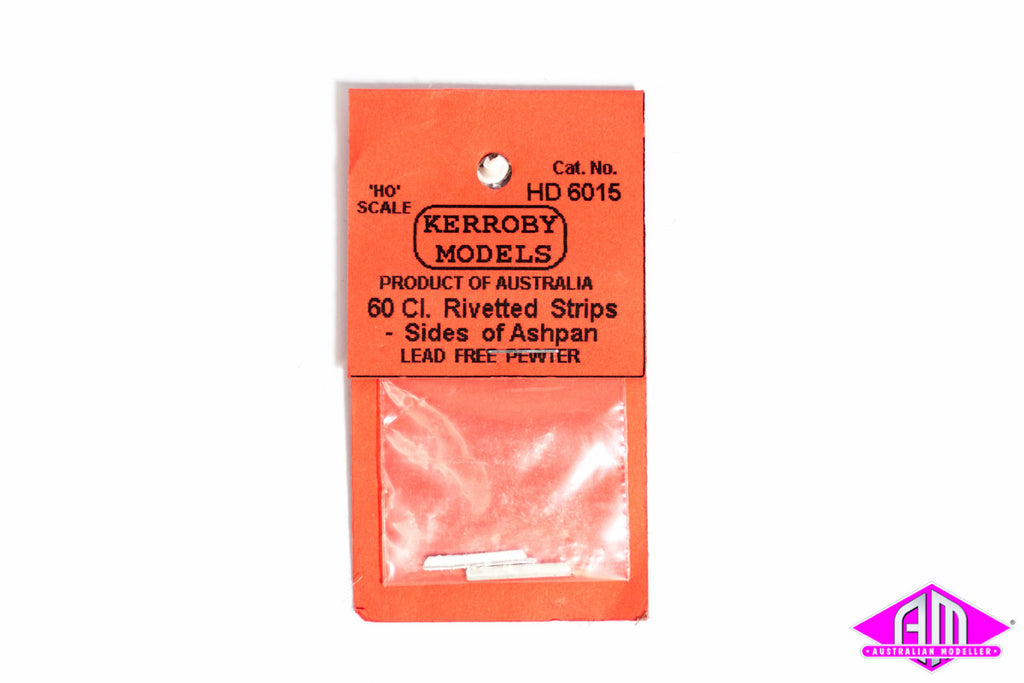 Cat. No.
HD 6015
'HO'
SCALE
KERROBY
MODELS
PRODUCT OF AUSTRALIA
60 Cl. Rivetted Strips
- Sides of Ashpan
LEAD FREE PEWTER
AM
®
• AUSTRALIAN MODELLER •